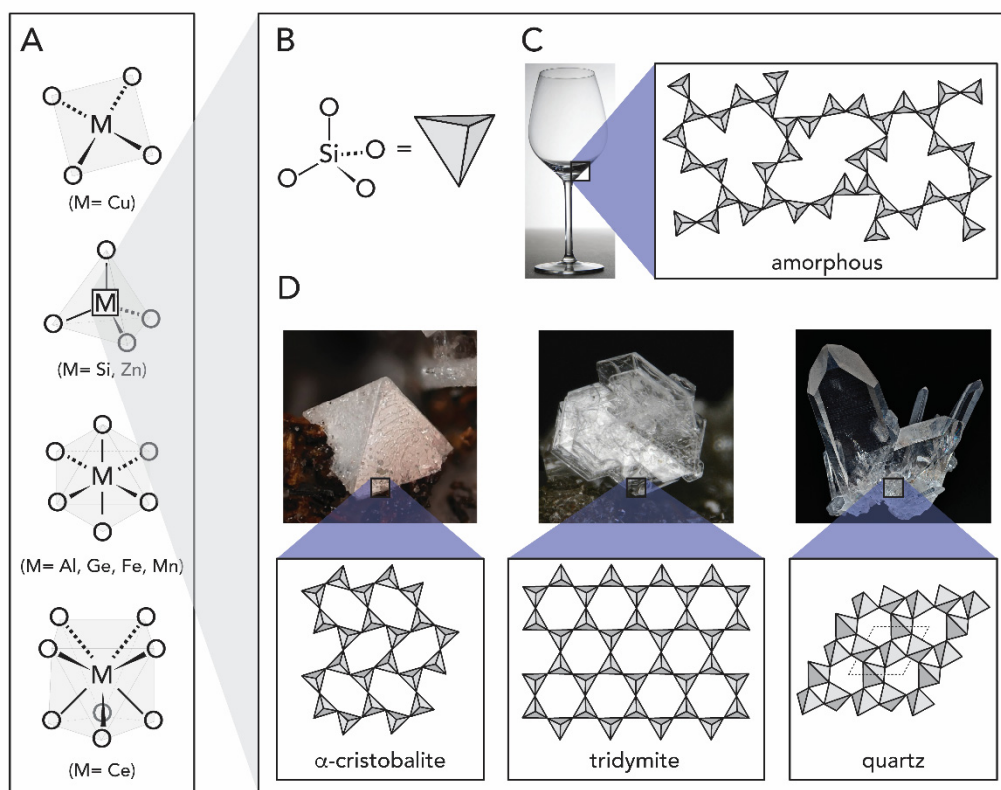 A
O
O
M
O
O
(M= Cu)
O
M
O
O
O
(M= Si, Zn)
O
O
O
M
O
O
O
(M= Al, Ge, Fe, Mn)
O
O
O
O
M
O
O
O
O
(M= Ce)
B
O
Si
O
=
O
O
C
amorphous
D
α-cristobalite
tridymite
quartz